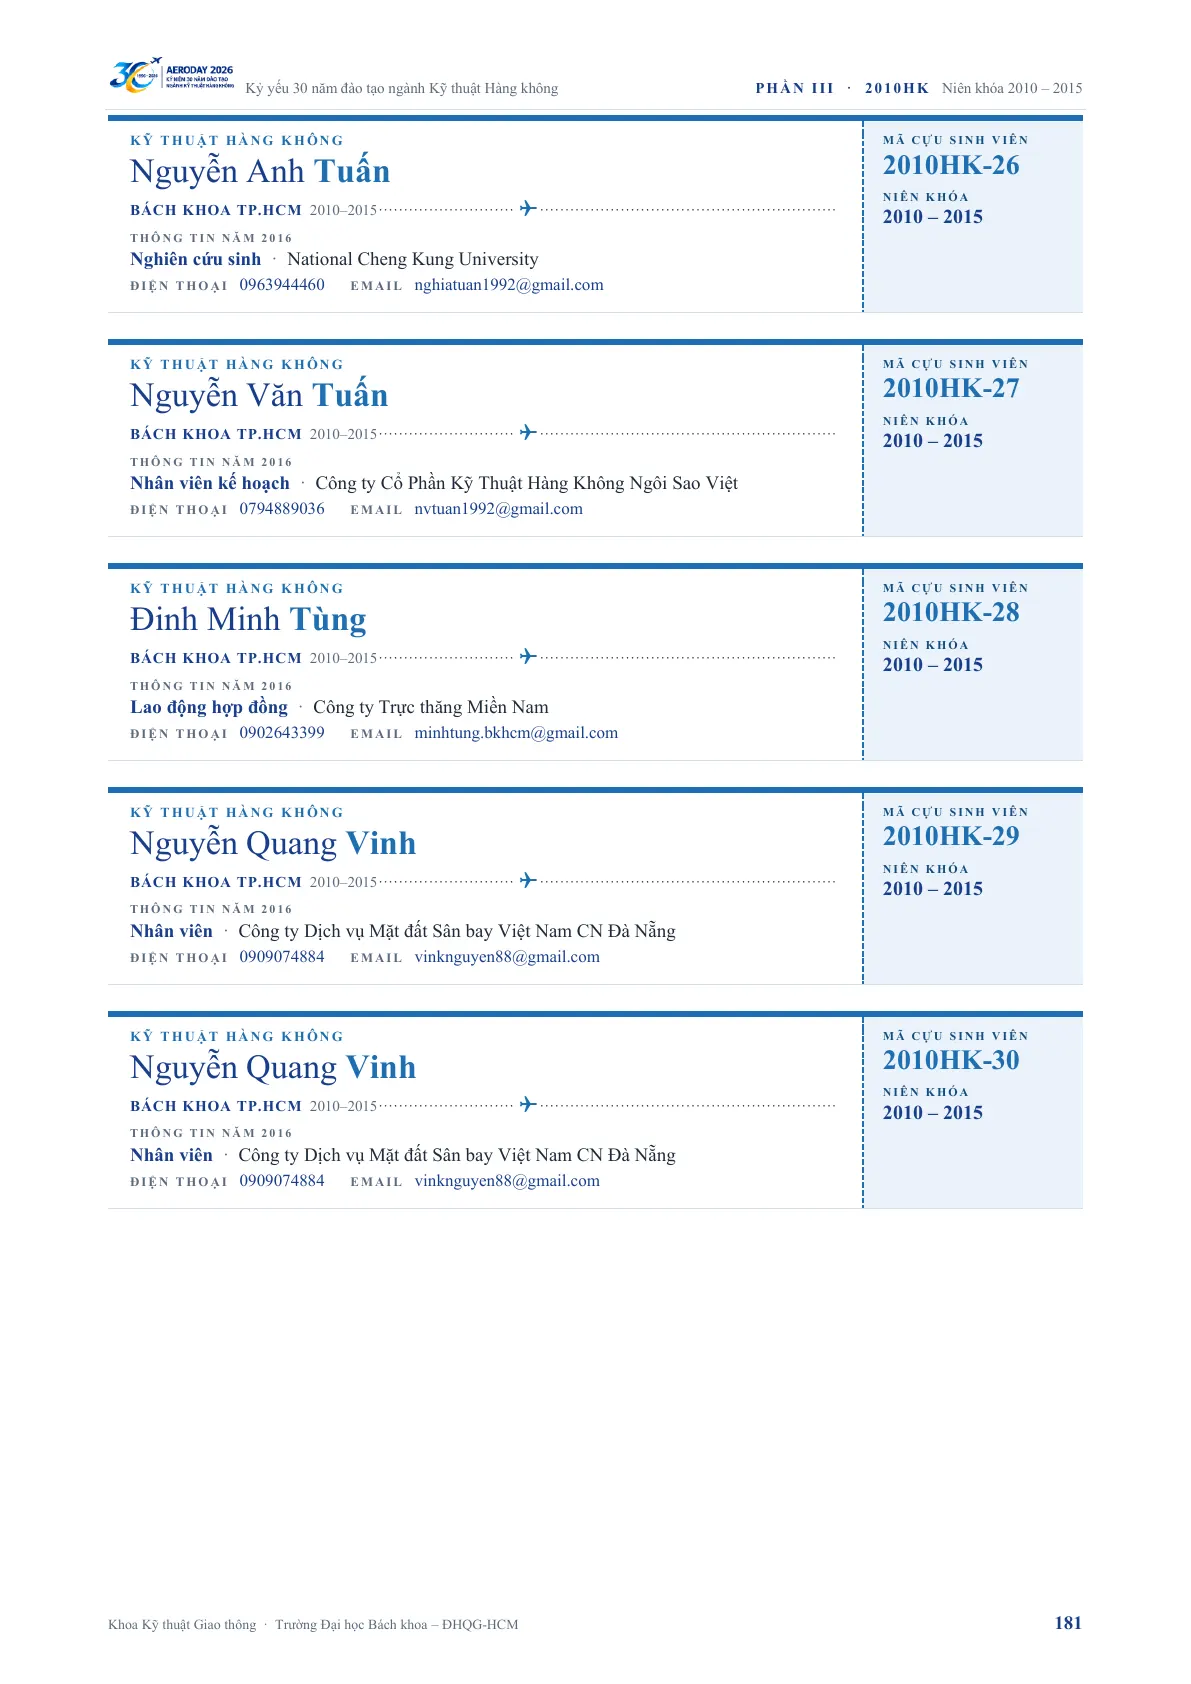 30
1996 - 2026
AERODAY 2026
KỶ NIỆM 30 NĂM ĐÀO TẠO
NGÀNH KỸ THUẬT HÀNG KHÔNG
Kỷ yếu 30 năm đào tạo ngành Kỹ thuật Hàng không
PHẦN III · 2010HK Niên khóa 2010 – 2015
KỸ THUẬT HÀNG KHÔNG
Nguyễn Anh Tuấn
BÁCH KHOA TP.HCM 2010–2015
THÔNG TIN NĂM 2016
Nghiên cứu sinh · National Cheng Kung University
ĐIỆN THOẠI 0963944460 EMAIL nghiatuan1992@gmail.com
MÃ CỰU SINH VIÊN
2010HK-26
NIÊN KHÓA
2010 – 2015
KỸ THUẬT HÀNG KHÔNG
Nguyễn Văn Tuấn
BÁCH KHOA TP.HCM 2010–2015
THÔNG TIN NĂM 2016
Nhân viên kế hoạch · Công ty Cổ Phần Kỹ Thuật Hàng Không Ngôi Sao Việt
ĐIỆN THOẠI 0794889036 EMAIL nvtuan1992@gmail.com
MÃ CỰU SINH VIÊN
2010HK-27
NIÊN KHÓA
2010 – 2015
KỸ THUẬT HÀNG KHÔNG
Đinh Minh Tùng
BÁCH KHOA TP.HCM 2010–2015
THÔNG TIN NĂM 2016
Lao động hợp đồng · Công ty Trực thăng Miền Nam
ĐIỆN THOẠI 0902643399 EMAIL minhtung.bkhcm@gmail.com
MÃ CỰU SINH VIÊN
2010HK-28
NIÊN KHÓA
2010 – 2015
KỸ THUẬT HÀNG KHÔNG
Nguyễn Quang Vinh
BÁCH KHOA TP.HCM 2010–2015
THÔNG TIN NĂM 2016
Nhân viên · Công ty Dịch vụ Mặt đất Sân bay Việt Nam CN Đà Nẵng
ĐIỆN THOẠI 0909074884 EMAIL vinknguyen88@gmail.com
MÃ CỰU SINH VIÊN
2010HK-29
NIÊN KHÓA
2010 – 2015
KỸ THUẬT HÀNG KHÔNG
Nguyễn Quang Vinh
BÁCH KHOA TP.HCM 2010–2015
THÔNG TIN NĂM 2016
Nhân viên · Công ty Dịch vụ Mặt đất Sân bay Việt Nam CN Đà Nẵng
ĐIỆN THOẠI 0909074884 EMAIL vinknguyen88@gmail.com
MÃ CỰU SINH VIÊN
2010HK-30
NIÊN KHÓA
2010 – 2015
Khoa Kỹ thuật Giao thông · Trường Đại học Bách khoa – ĐHQG-HCM
181